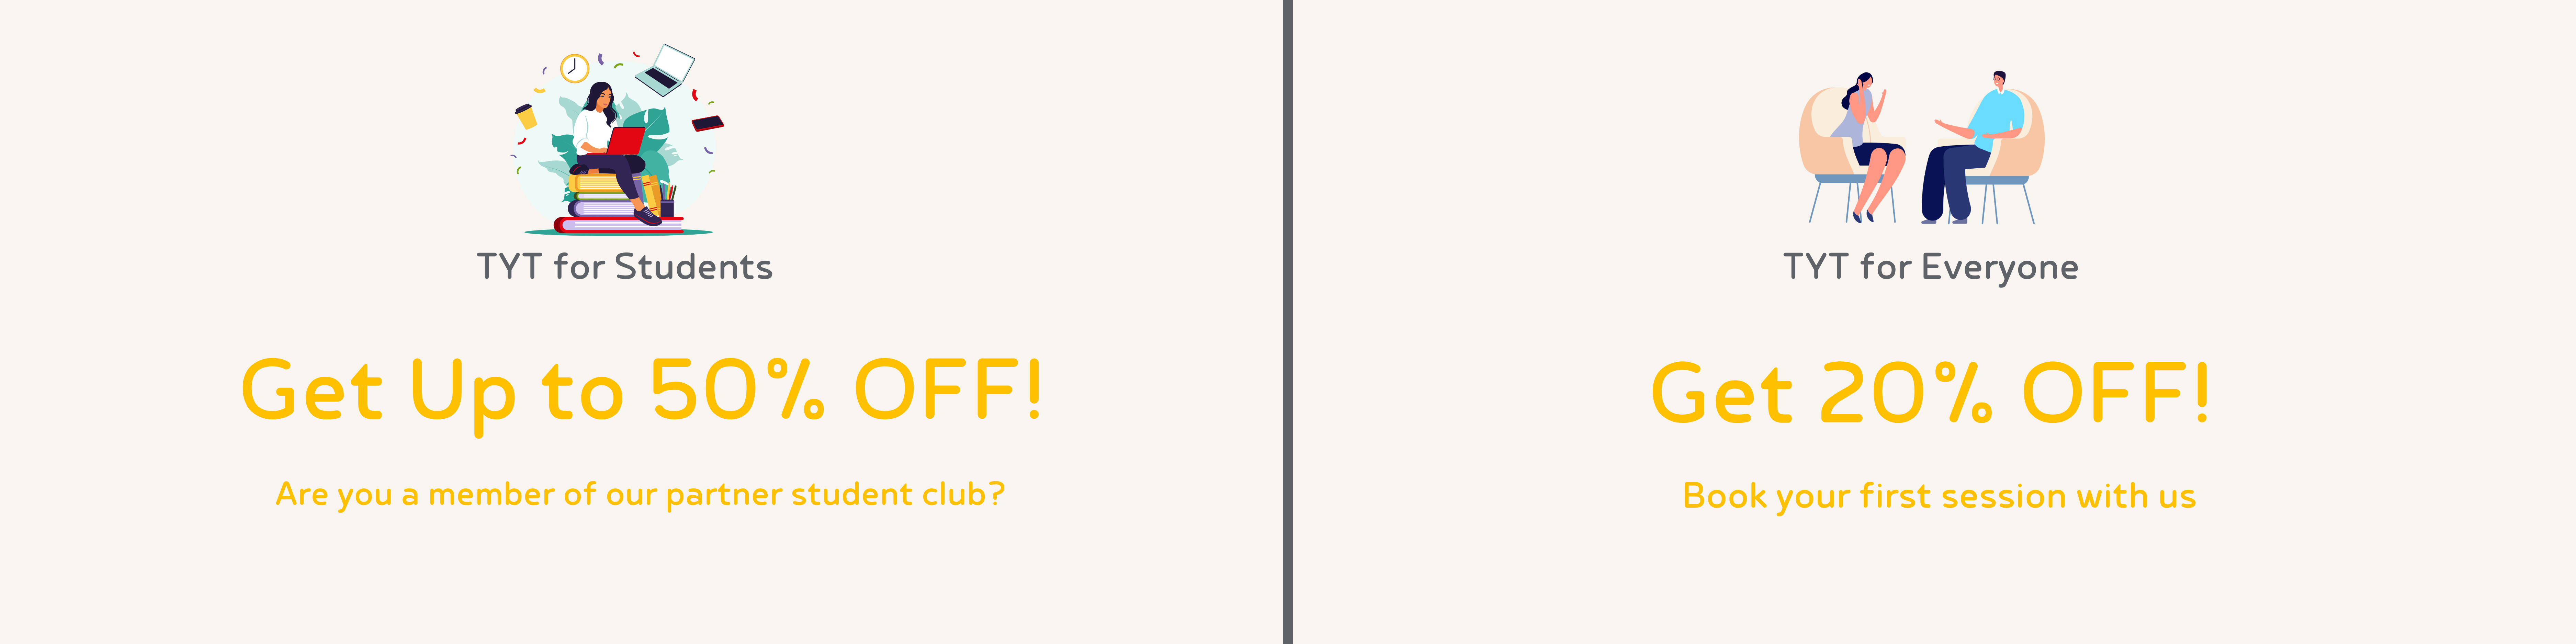 TYT for Students
Get Up to 50% OFF!
Are you a member of our partner student club?
TYT for Everyone
Get 20% OFF!
Book your first session with us